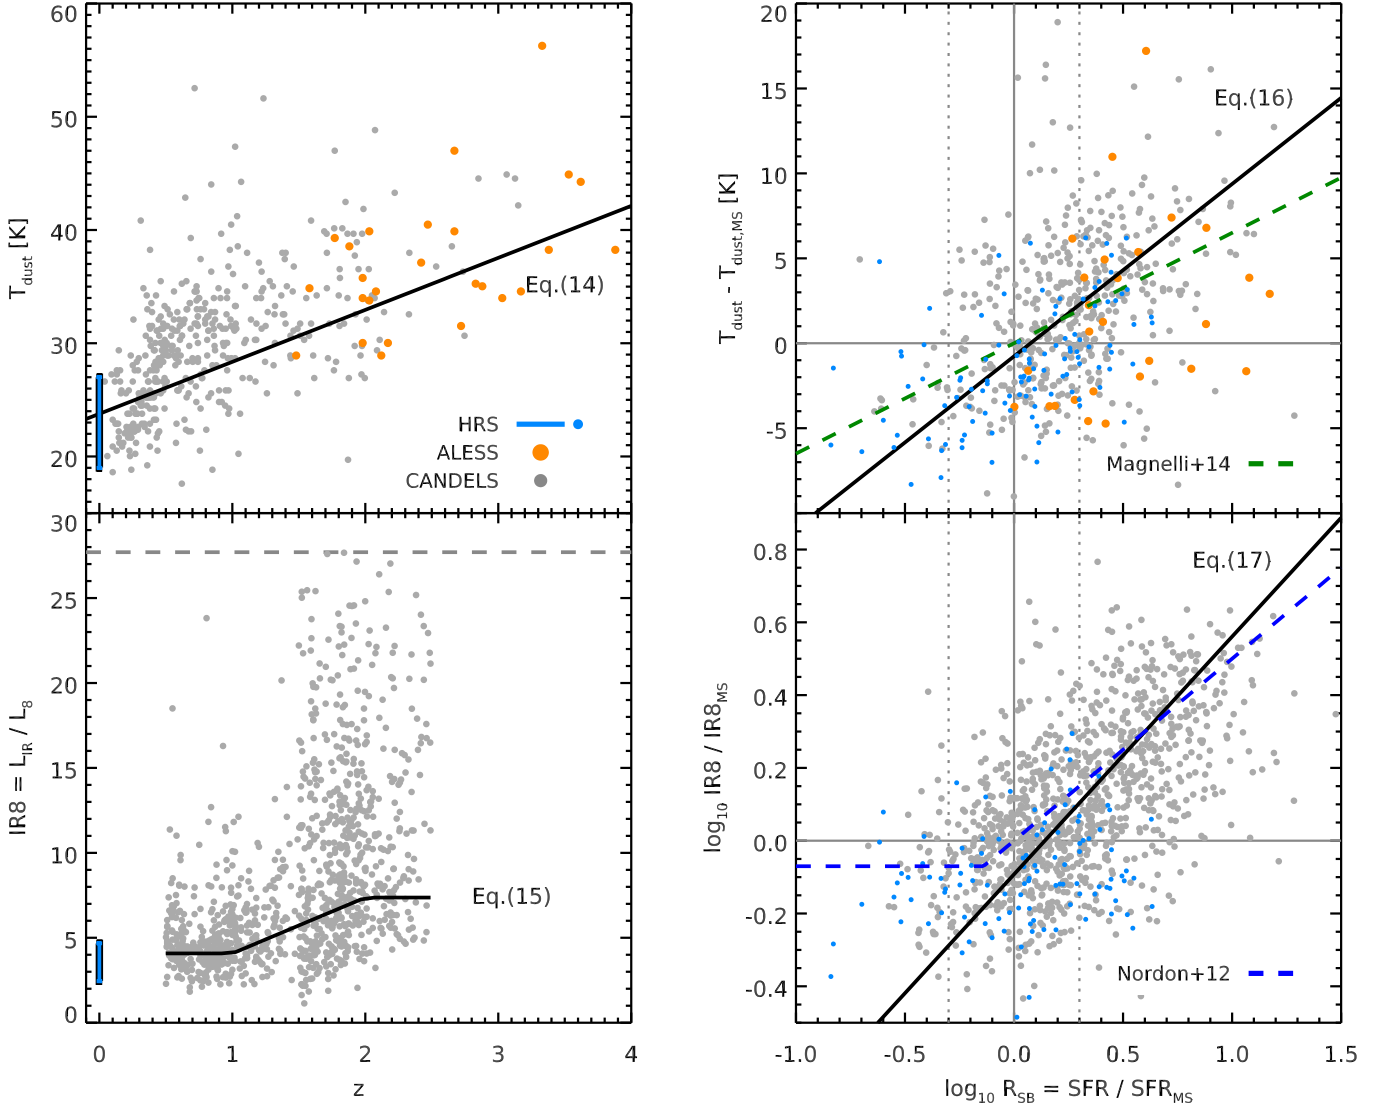 60
50
40
30
20
T_dust [K]
Eq.(14)
HRS
ALESS
CANDELS
20
15
10
5
0
-5
T_dust - T_dust,MS [K]
Eq.(16)
Magnelli+14
30
25
20
15
10
5
0
IR8 = L_IR / L_8
Eq.(15)
0 1 2 3 4
z
0.8
0.6
0.4
0.2
0.0
-0.2
-0.4
log_10 IR8 / IR8_MS
Eq.(17)
Nordon+12
-1.0 -0.5 0.0 0.5 1.0 1.5
log_10 R_SB = SFR / SFR_MS